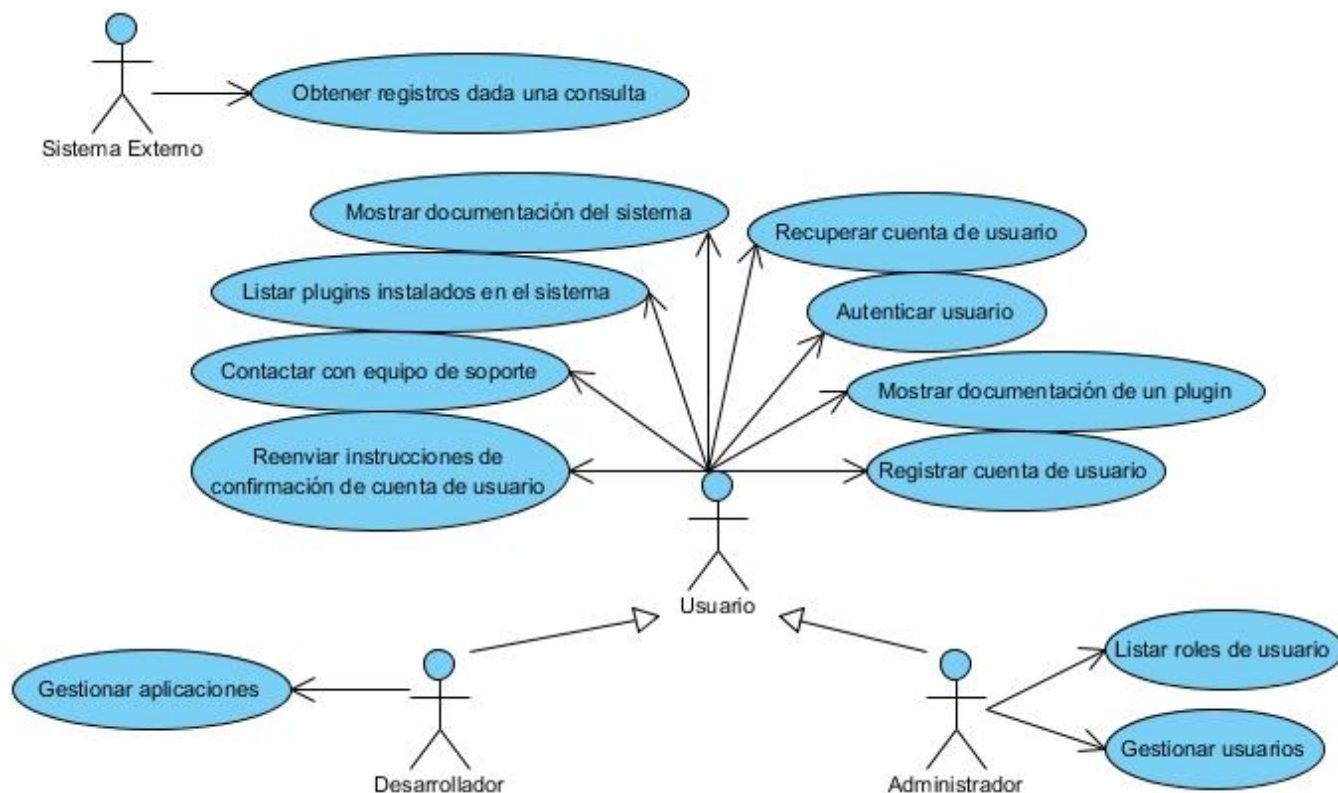 Obtener registros dada una consulta
Sistema Externo
Mostrar documentación del sistema
Recuperar cuenta de usuario
Listar plugins instalados en el sistema
Autenticar usuario
Contactar con equipo de soporte
Mostrar documentación de un plugin
Reenviar instrucciones de
confirmación de cuenta de usuario
Registrar cuenta de usuario
Usuario
Gestionar aplicaciones
Listar roles de usuario
Gestionar usuarios
Desarrollador
Administrador